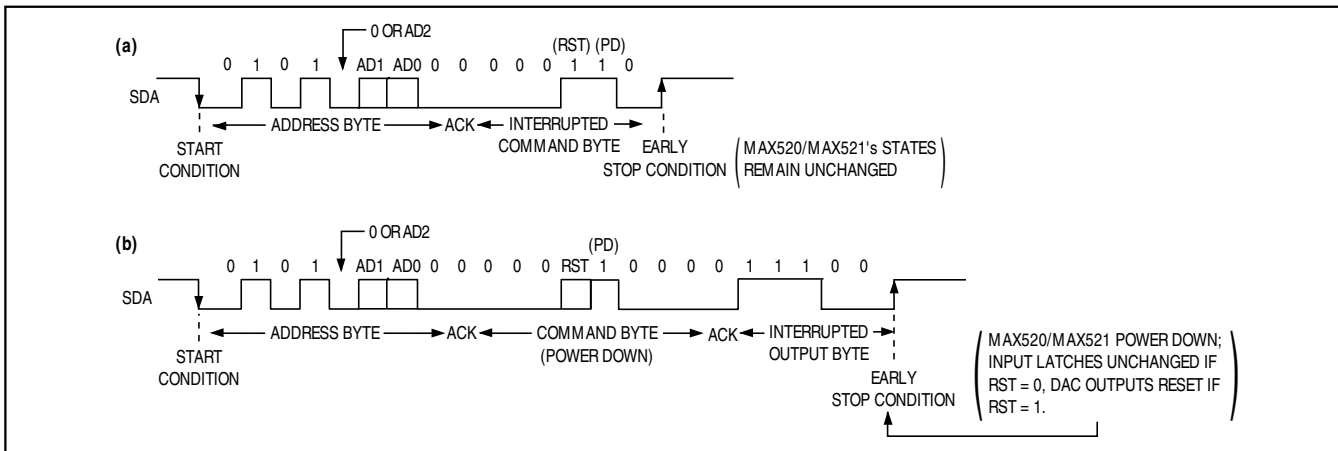 (a)
0 OR AD2
(RST) (PD)
0 1 0 1 AD1 AD0 0 0 0 0 0 1 1 0
SDA
ADDRESS BYTE ACK INTERRUPTED
COMMAND BYTE
START
CONDITION
EARLY
STOP CONDITION
(MAX520/MAX521's STATES
REMAIN UNCHANGED)
(b)
0 OR AD2
(PD)
0 1 0 1 AD1 AD0 0 0 0 0 0 RST 1 0 0 0 0 1 1 1 0 0
SDA
ADDRESS BYTE ACK COMMAND BYTE
(POWER DOWN)
ACK INTERRUPTED
OUTPUT BYTE
START
CONDITION
EARLY
STOP CONDITION
(MAX520/MAX521 POWER DOWN;
INPUT LATCHES UNCHANGED IF
RST = 0, DAC OUTPUTS RESET IF
RST = 1.)